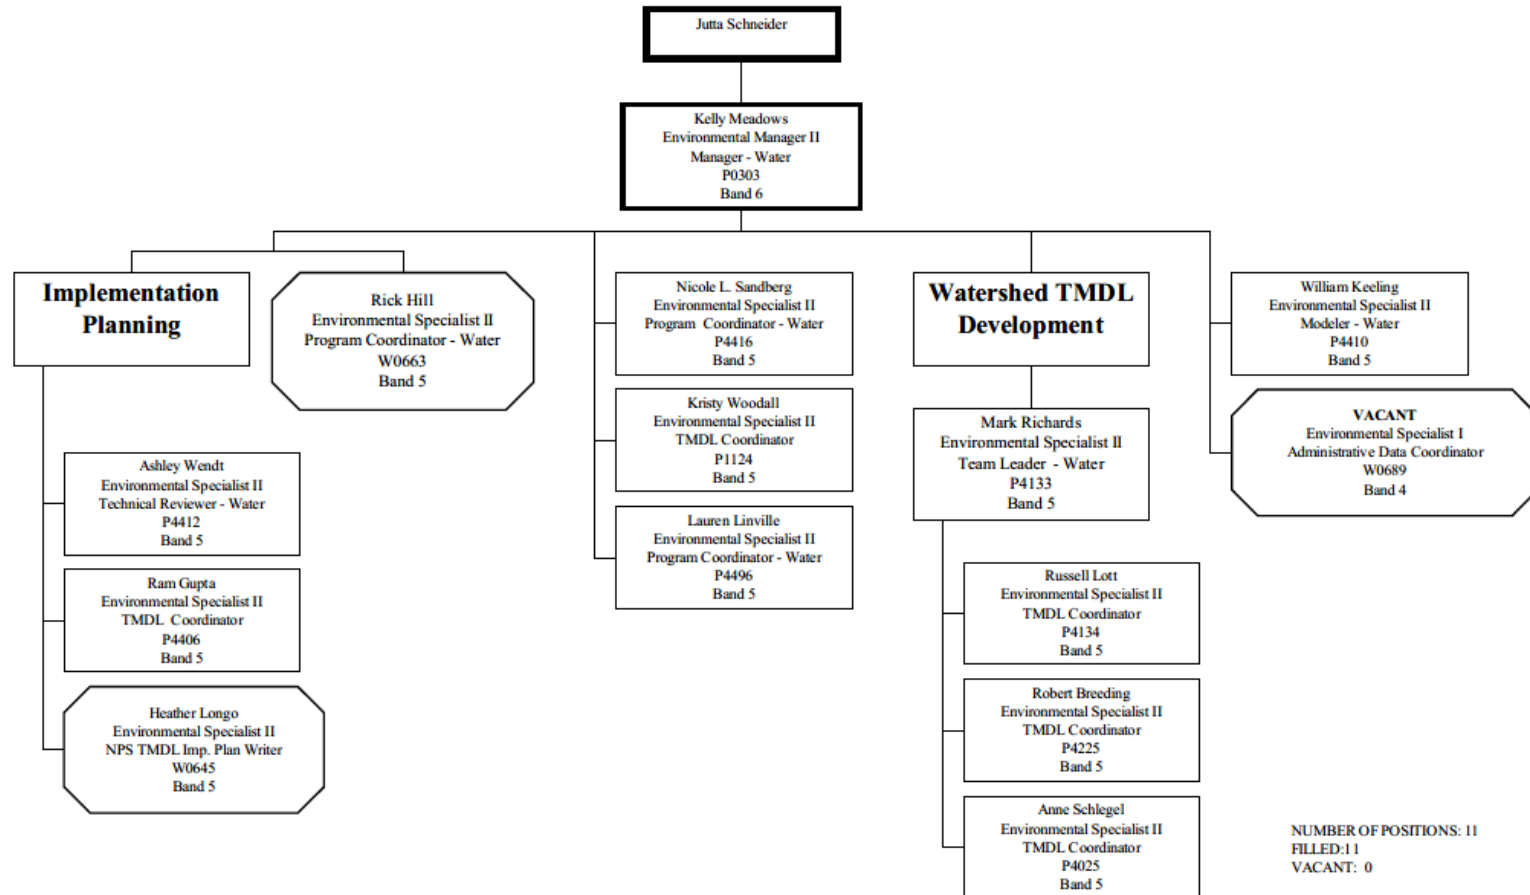 Jutta Schneider
Kelly Meadows
Environmental Manager II
Manager - Water
P0303
Band 6
Implementation
Planning
Rick Hill
Environmental Specialist II
Program Coordinator - Water
W0663
Band 5
Ashley Wendt
Environmental Specialist II
Technical Reviewer - Water
P4412
Band 5
Ram Gupta
Environmental Specialist II
TMDL Coordinator
P4406
Band 5
Heather Longo
Environmental Specialist II
NPS TMDL Imp. Plan Writer
W0645
Band 5
Nicole L. Sandberg
Environmental Specialist II
Program Coordinator - Water
P4416
Band 5
Kristy Woodall
Environmental Specialist II
TMDL Coordinator
P1124
Band 5
Lauren Linville
Environmental Specialist II
Program Coordinator - Water
P4496
Band 5
Watershed TMDL
Development
Mark Richards
Environmental Specialist II
Team Leader - Water
P4133
Band 5
Russell Lott
Environmental Specialist II
TMDL Coordinator
P4134
Band 5
Robert Breeding
Environmental Specialist II
TMDL Coordinator
P4225
Band 5
Anne Schlegel
Environmental Specialist II
TMDL Coordinator
P4025
Band 5
William Keeling
Environmental Specialist II
Modeler - Water
P4410
Band 5
VACANT
Environmental Specialist I
Administrative Data Coordinator
W0689
Band 4
NUMBER OF POSITIONS: 11
FILLED:11
VACANT: 0